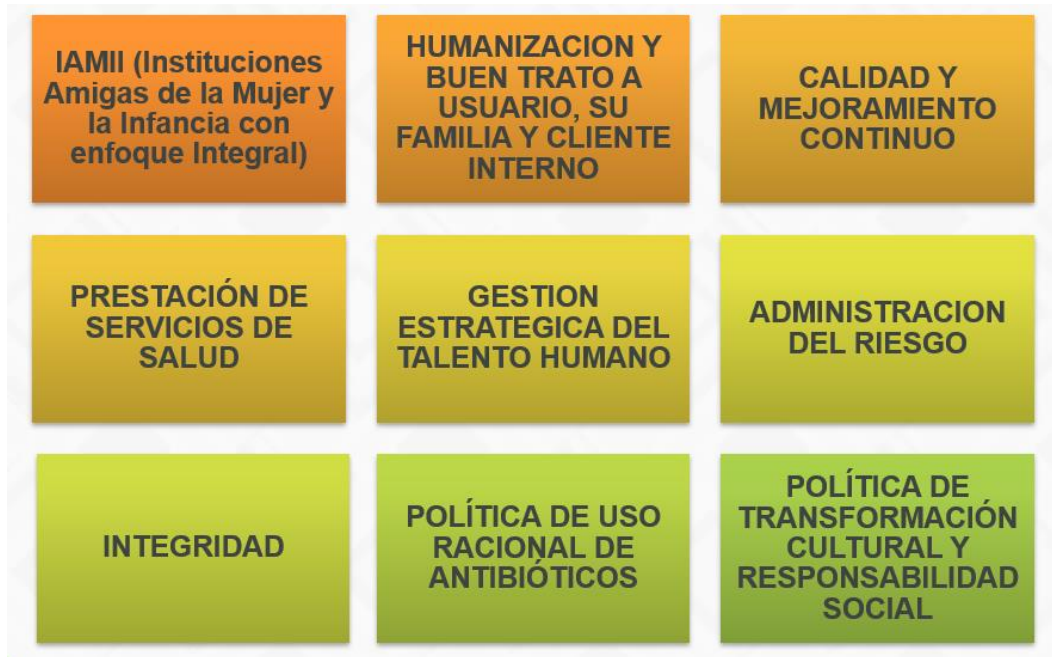 IAMII (Instituciones
Amigas de la Mujer y
la Infancia con
enfoque Integral)
HUMANIZACION Y
BUEN TRATO A
USUARIO, SU
FAMILIA Y CLIENTE
INTERNO
CALIDAD Y
MEJORAMIENTO
CONTINUO
PRESTACIÓN DE
SERVICIOS DE
SALUD
GESTION
ESTRATEGICA DEL
TALENTO HUMANO
ADMINISTRACION
DEL RIESGO
INTEGRIDAD
POLÍTICA DE USO
RACIONAL DE
ANTIBIÓTICOS
POLÍTICA DE
TRANSFORMACIÓN
CULTURAL Y
RESPONSABILIDAD
SOCIAL